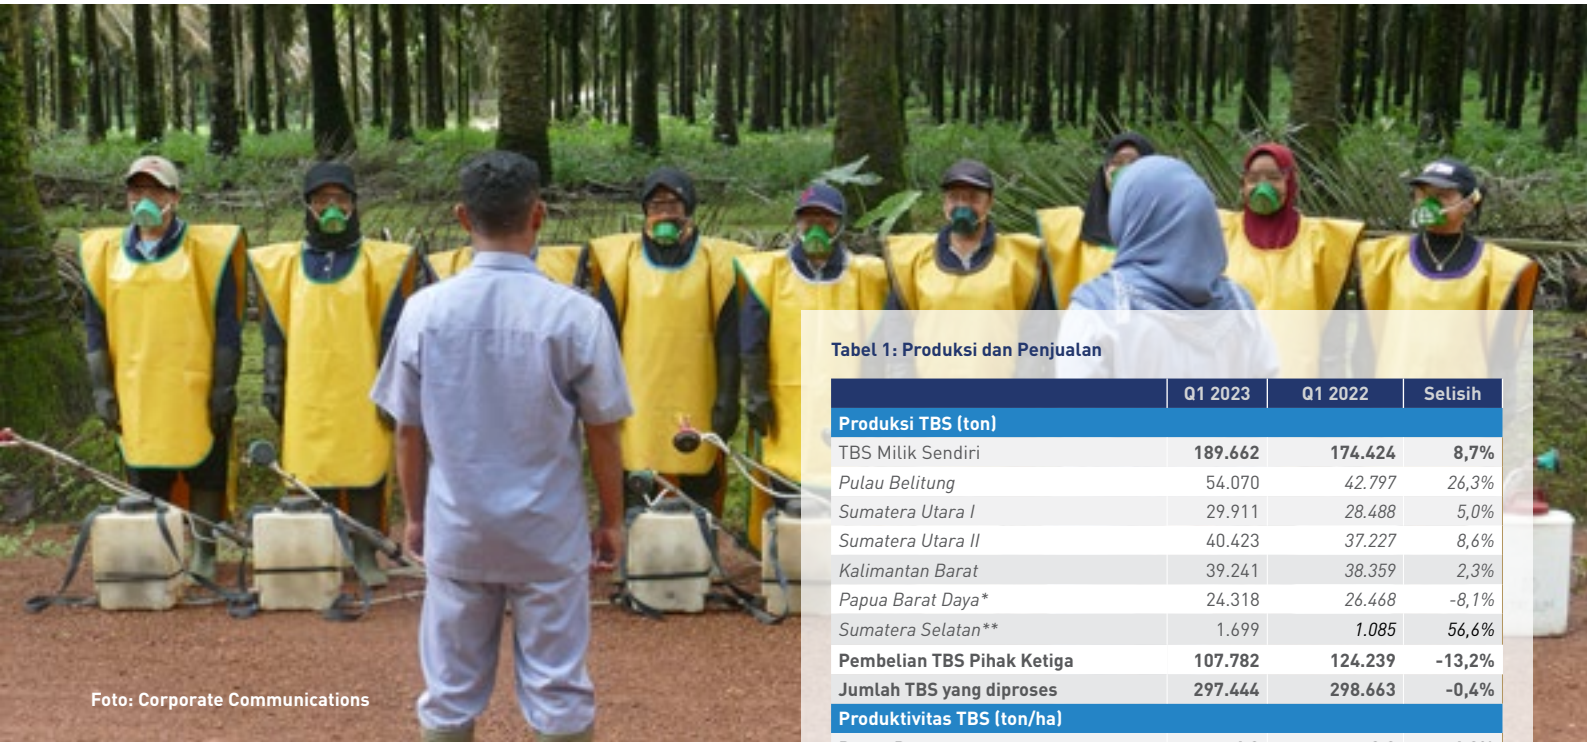 Tabel 1: Produksi dan Penjualan
Q1 2023 Q1 2022 Selisih
Produksi TBS (ton)
TBS Milik Sendiri 189.662 174.424 8,7%
Pulau Belitung 54.070 42.797 26,3%
Sumatera Utara I 29.911 28.488 5,0%
Sumatera Utara II 40.423 37.227 8,6%
Kalimantan Barat 39.241 38.359 2,3%
Papua Barat Daya* 24.318 26.468 -8,1%
Sumatera Selatan** 1.699 1.085 56,6%
Pembelian TBS Pihak Ketiga 107.782 124.239 -13,2%
Jumlah TBS yang diproses 297.444 298.663 -0,4%
Produktivitas TBS (ton/ha)
Foto: Corporate Communications